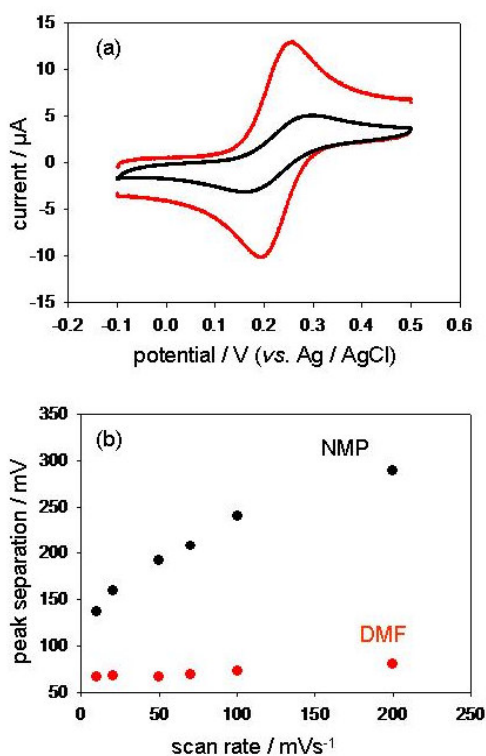 (a)
15
10
5
0
-5
-10
-15
current / µA
-0.2 -0.1 0.0 0.1 0.2 0.3 0.4 0.5 0.6
potential / V (vs. Ag / AgCl)
(b)
350
300
250
200
150
100
50
peak separation / mV
NMP
DMF
0 50 100 150 200 250
scan rate / mVs⁻¹